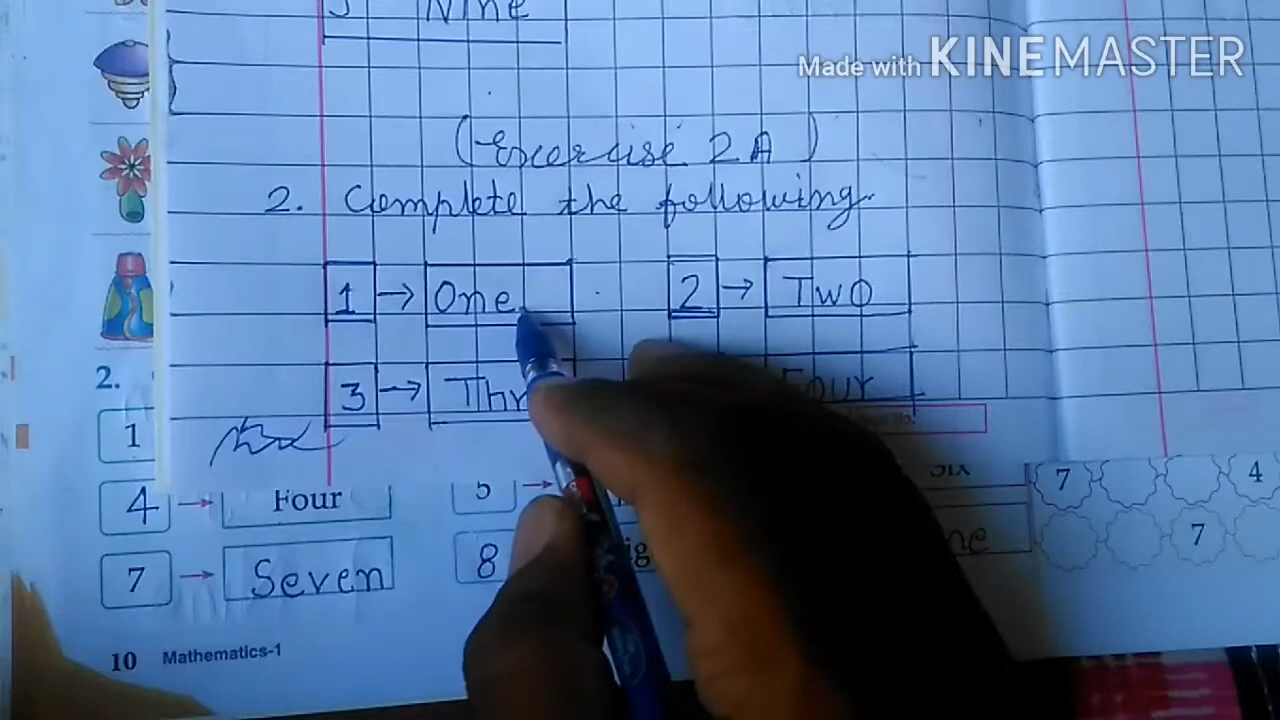 Nine
Made with KINEMASTER
(Exercise 2A)
2. Complete the following.
1 → One 2 → Two
3 → Thr Four
2.
1
4 → Four 5 → Six 7 4
7 → Seven 8 7
10 Mathematics-1